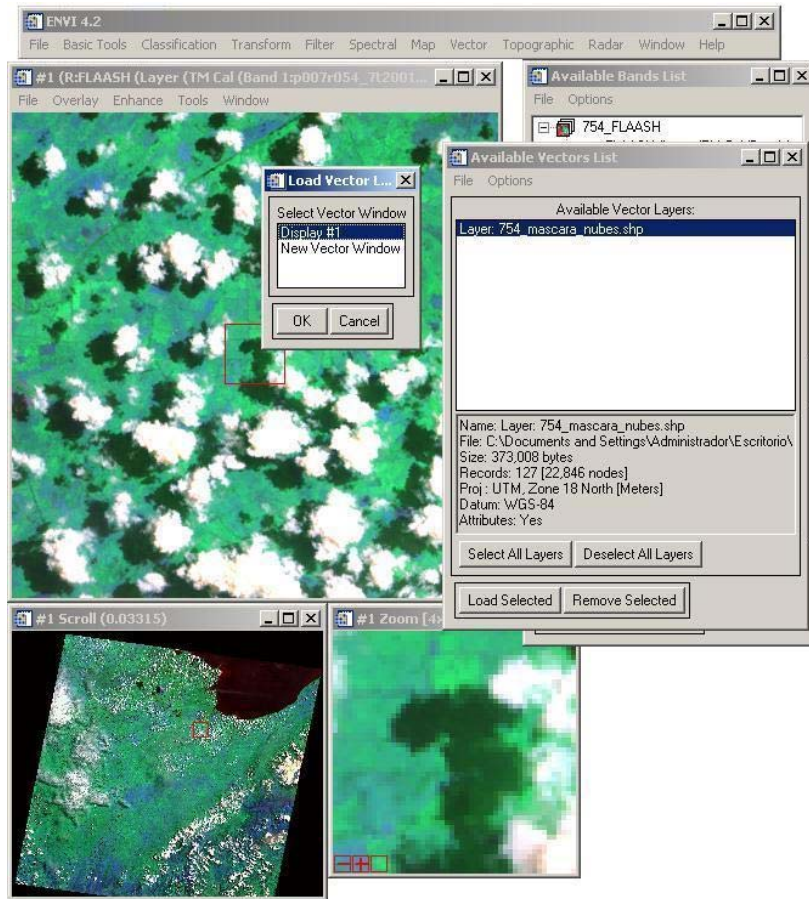 ENVI 4.2
File Basic Tools Classification Transform Filter Spectral Map Vector Topographic Radar Window Help
#1 (R:FLAASH (Layer (TM Cal (Band 1:p007r054_7t2001...
File Overlay Enhance Tools Window
Available Bands List
File Options
754_FLAASH
Load Vector L...
Select Vector Window
Display #1
New Vector Window
OK Cancel
Available Vectors List
File Options
Available Vector Layers:
Layer: 754_mascara_nubes.shp
Name: Layer: 754_mascara_nubes.shp
File: C:\Documents and Settings\Administrador\Escritorio\
Size: 373,008 bytes
Records: 127 [22,846 nodes]
Proj : UTM, Zone 18 North [Meters]
Datum: WGS-84
Attributes: Yes
Select All Layers Deselect All Layers
Load Selected Remove Selected
#1 Scroll (0.03315)
#1 Zoom [4x